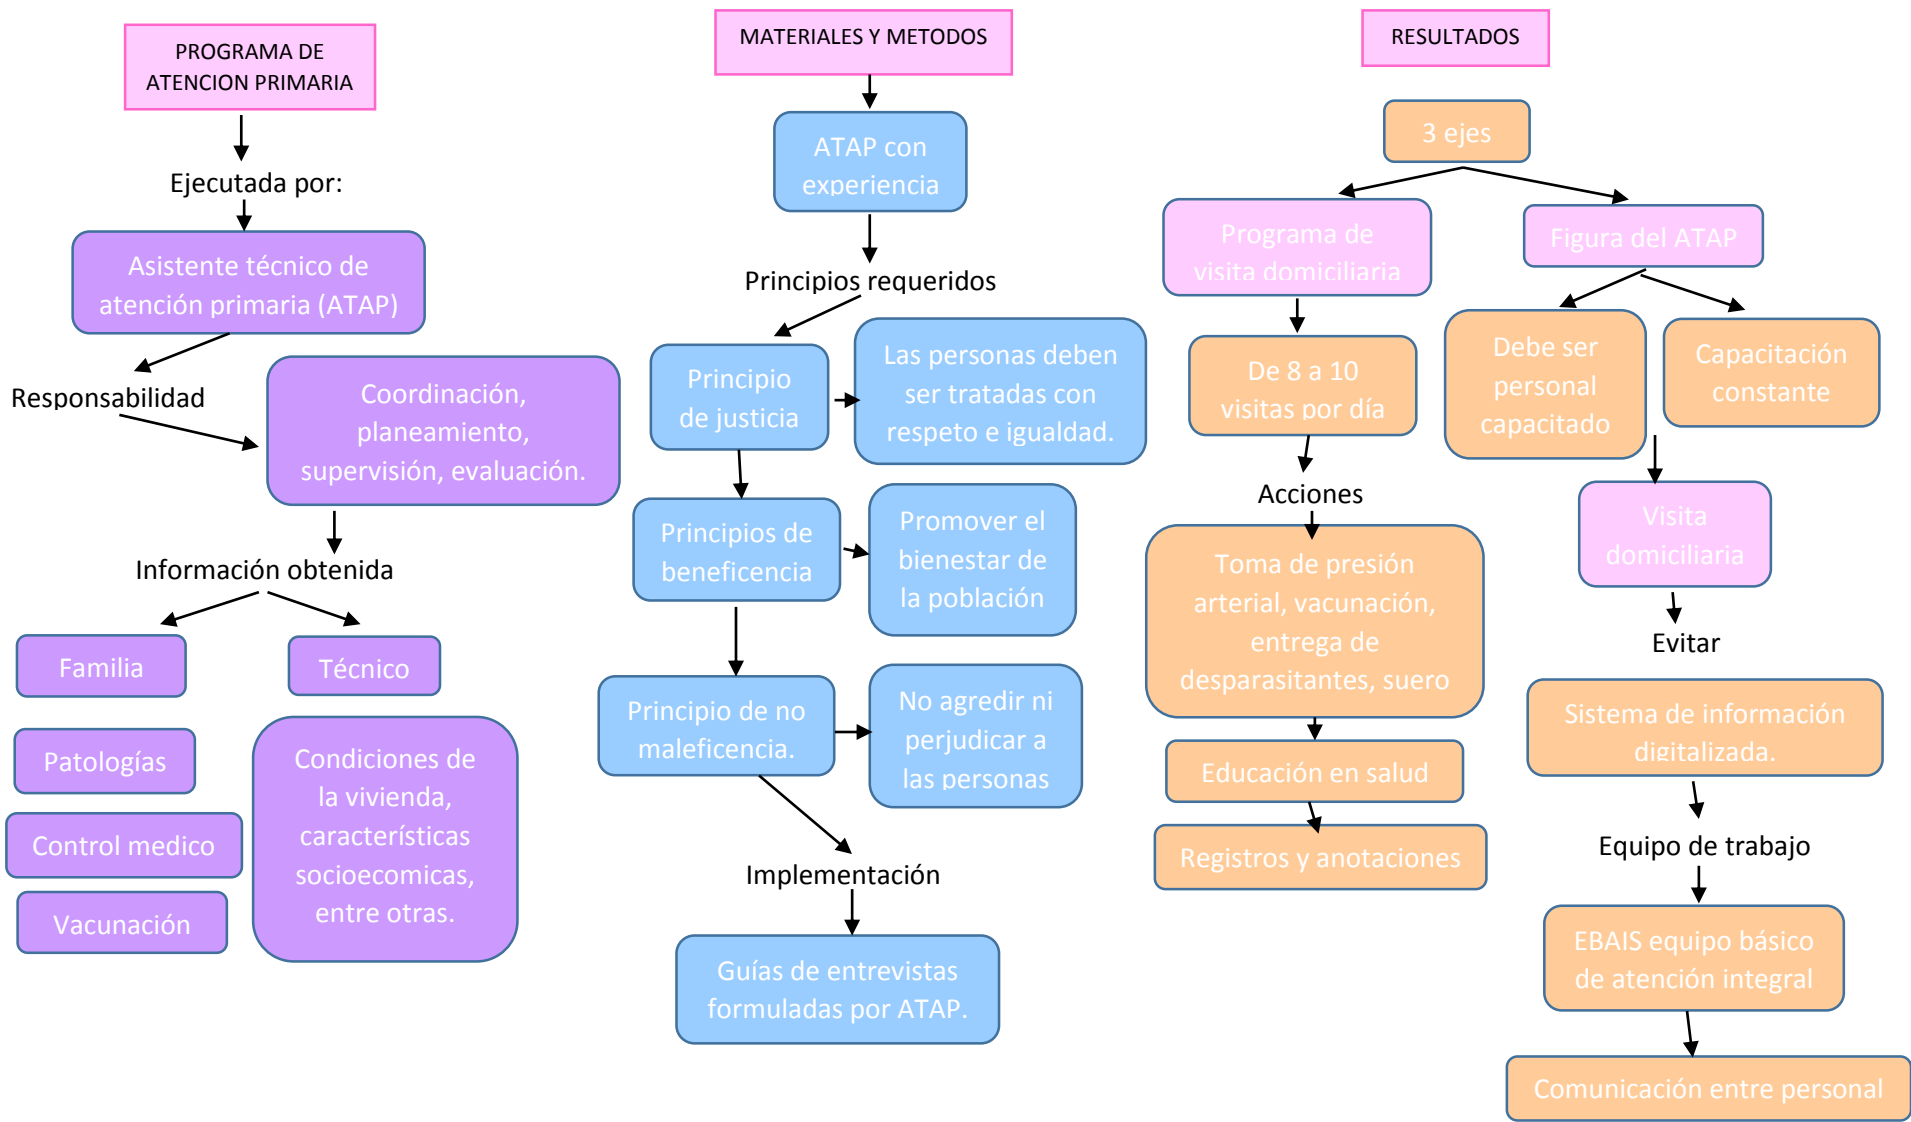 PROGRAMA DE
ATENCION PRIMARIA
Ejecutada por:
Asistente técnico de
atención primaria (ATAP)
Responsabilidad
Coordinación,
planeamiento,
supervisión, evaluación.
Información obtenida
Familia
Técnico
Patologías
Control medico
Vacunación
Condiciones de
la vivienda,
características
socioecomicas,
entre otras.
MATERIALES Y METODOS
ATAP con
experiencia
Principios requeridos
Principio
de justicia
Las personas deben
ser tratadas con
respeto e igualdad.
Principios de
beneficencia
Promover el
bienestar de
la población
Principio de no
maleficencia.
No agredir ni
perjudicar a
las personas
Implementación
Guías de entrevistas
formuladas por ATAP.
RESULTADOS
3 ejes
Programa de
visita domiciliaria
De 8 a 10
visitas por día
Acciones
Toma de presión
arterial, vacunación,
entrega de
desparasitantes, suero
Educación en salud
Registros y anotaciones
Figura del ATAP
Debe ser
personal
capacitado
Capacitación
constante
Visita
domiciliaria
Evitar
Sistema de información
digitalizada.
Equipo de trabajo
EBAIS equipo básico
de atención integral
Comunicación entre personal